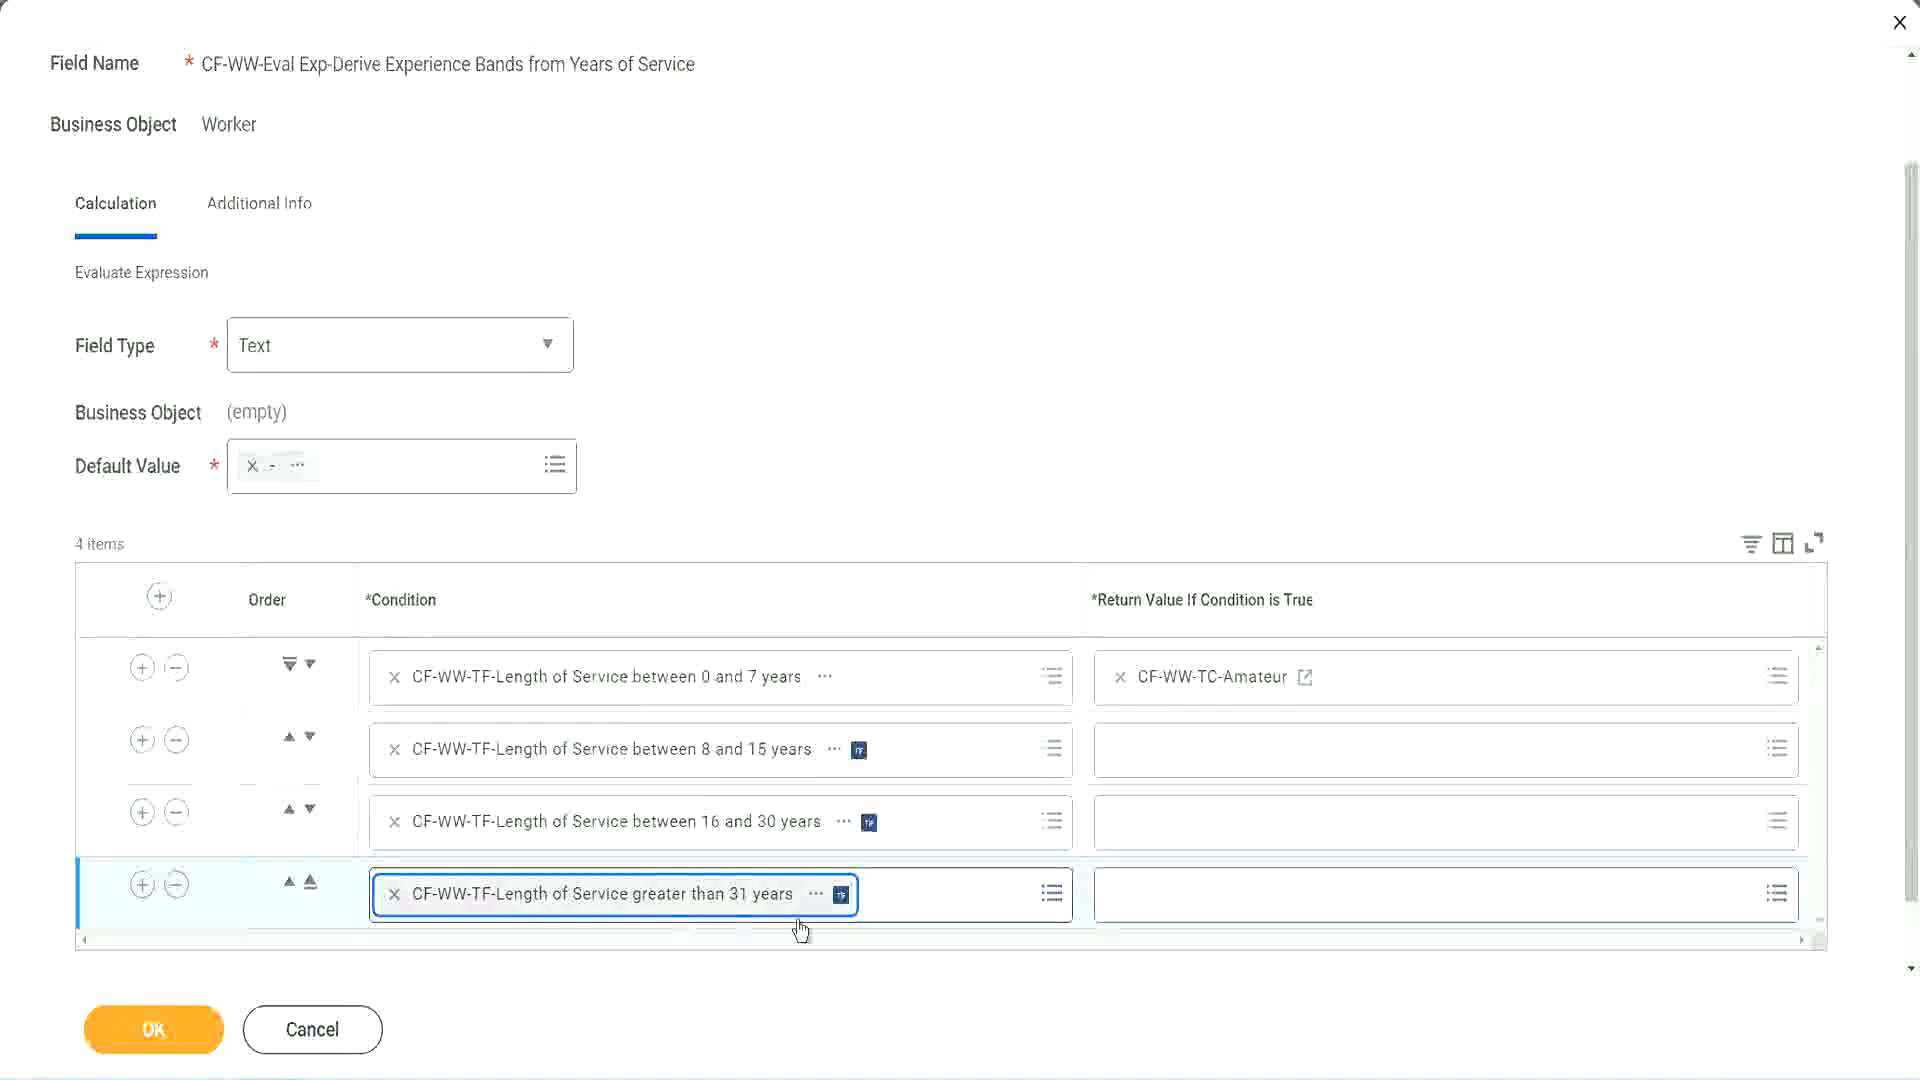 Field Name * CF-WW-Eval Exp-Derive Experience Bands from Years of Service
Business Object Worker
Calculation Additional Info
Evaluate Expression
Field Type * Text
Business Object (empty)
Default Value * -
4 items
Order *Condition *Return Value If Condition is True
CF-WW-TF-Length of Service between 0 and 7 years CF-WW-TC-Amateur
CF-WW-TF-Length of Service between 8 and 15 years
CF-WW-TF-Length of Service between 16 and 30 years
CF-WW-TF-Length of Service greater than 31 years
OK Cancel